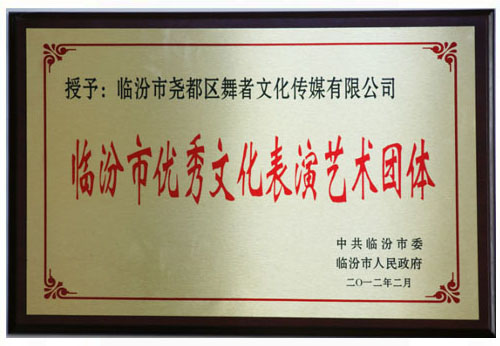 授予：临汾市尧都区舞者文化传媒有限公司
临汾市优秀文化表演艺术团体
中共临汾市委
临汾市人民政府
二〇一二年二月